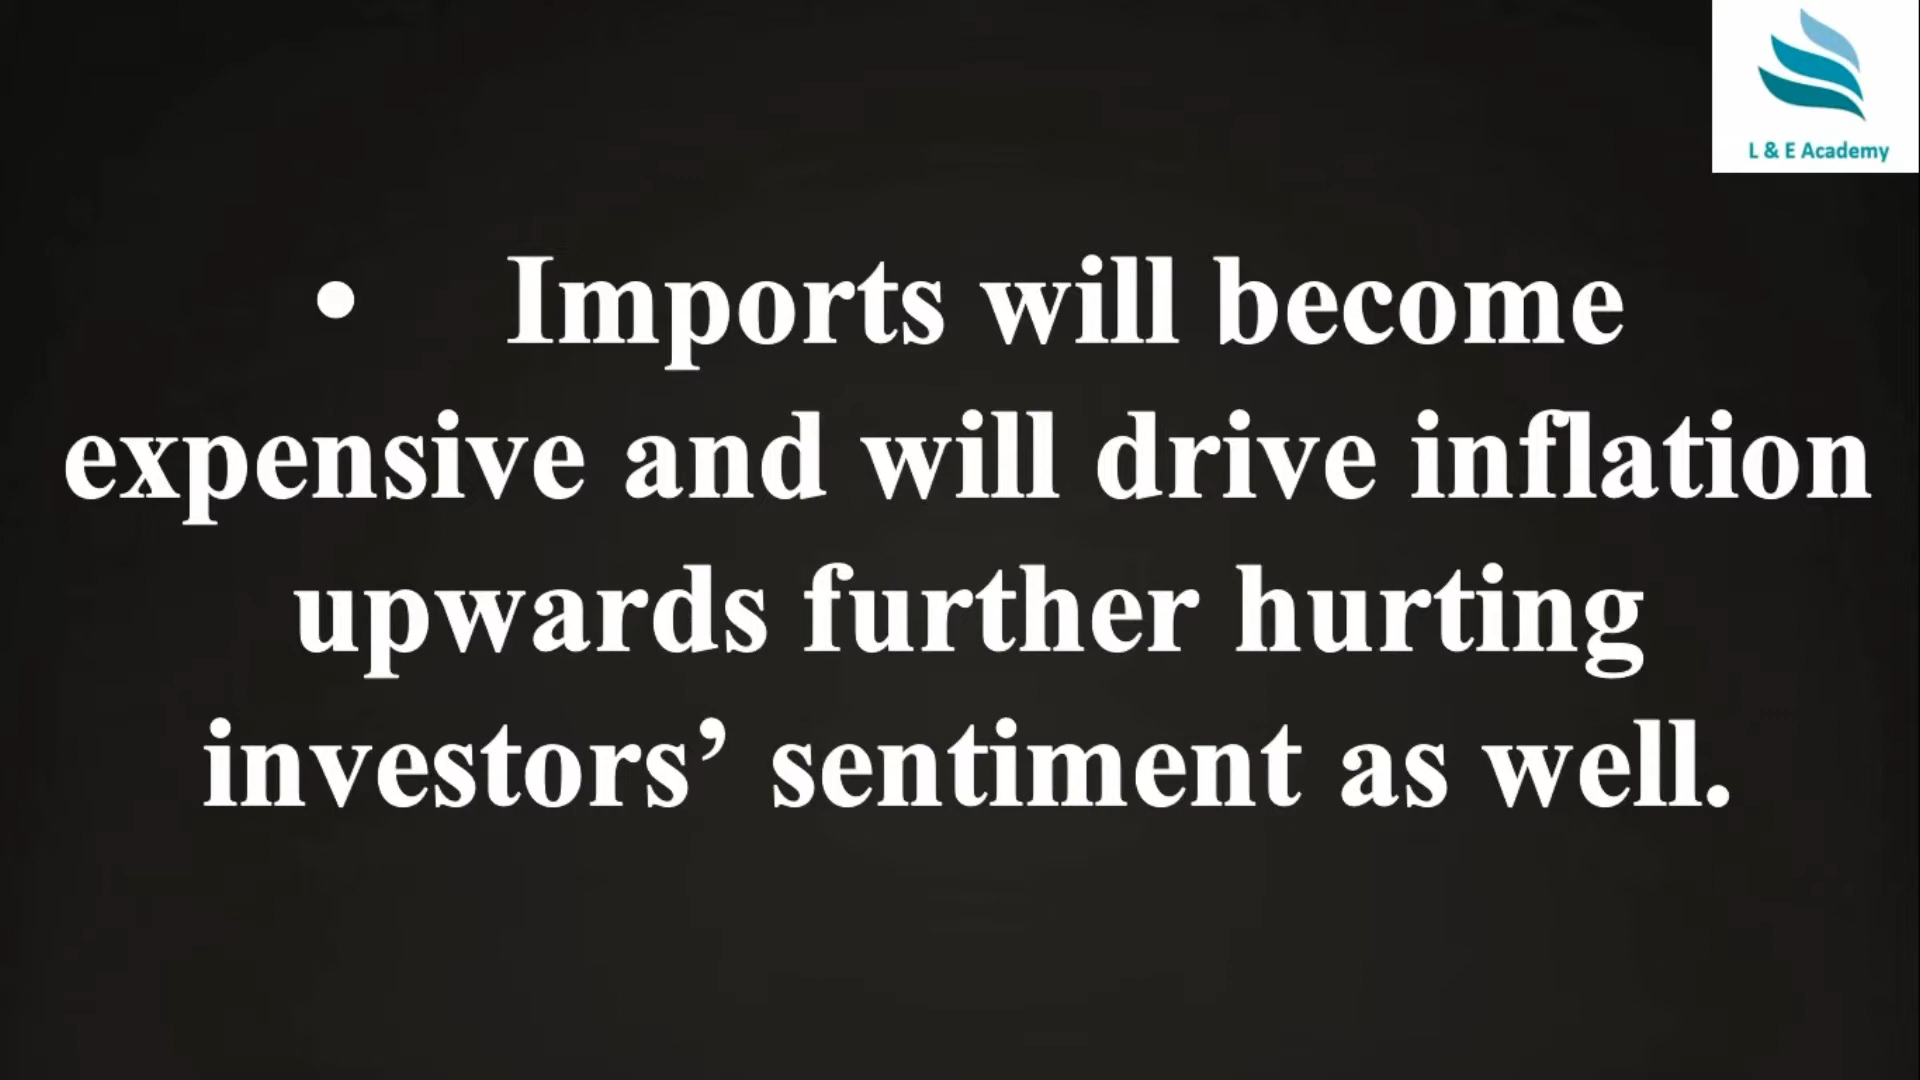 L & E Academy
• Imports will become
expensive and will drive inflation
upwards further hurting
investors’ sentiment as well.